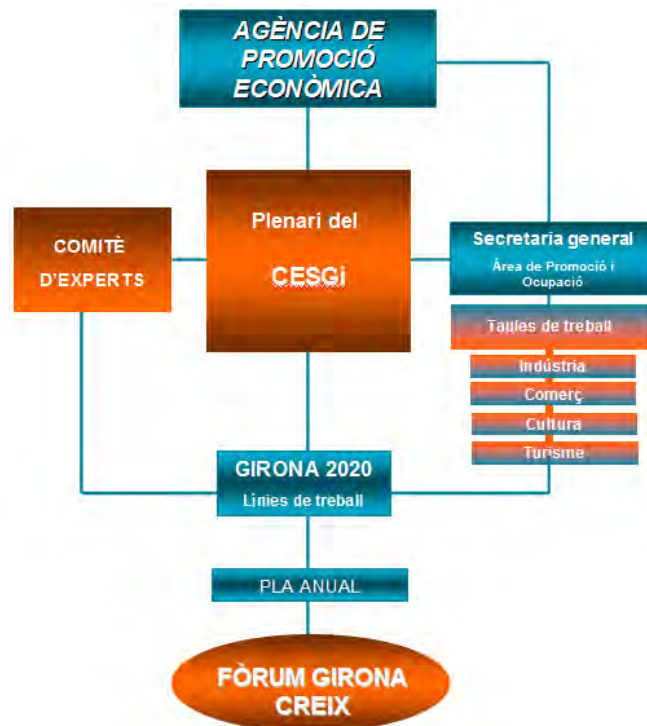 AGÈNCIA DE
PROMOCIÓ
ECONÒMICA
Plenari del
CESGi
COMITÈ
D'EXPERTS
Secretaria general
Àrea de Promoció i
Ocupació
Taules de treball
Indústria
Comerç
Cultura
Turisme
GIRONA 2020
Línies de treball
PLA ANUAL
FÒRUM GIRONA
CREIX